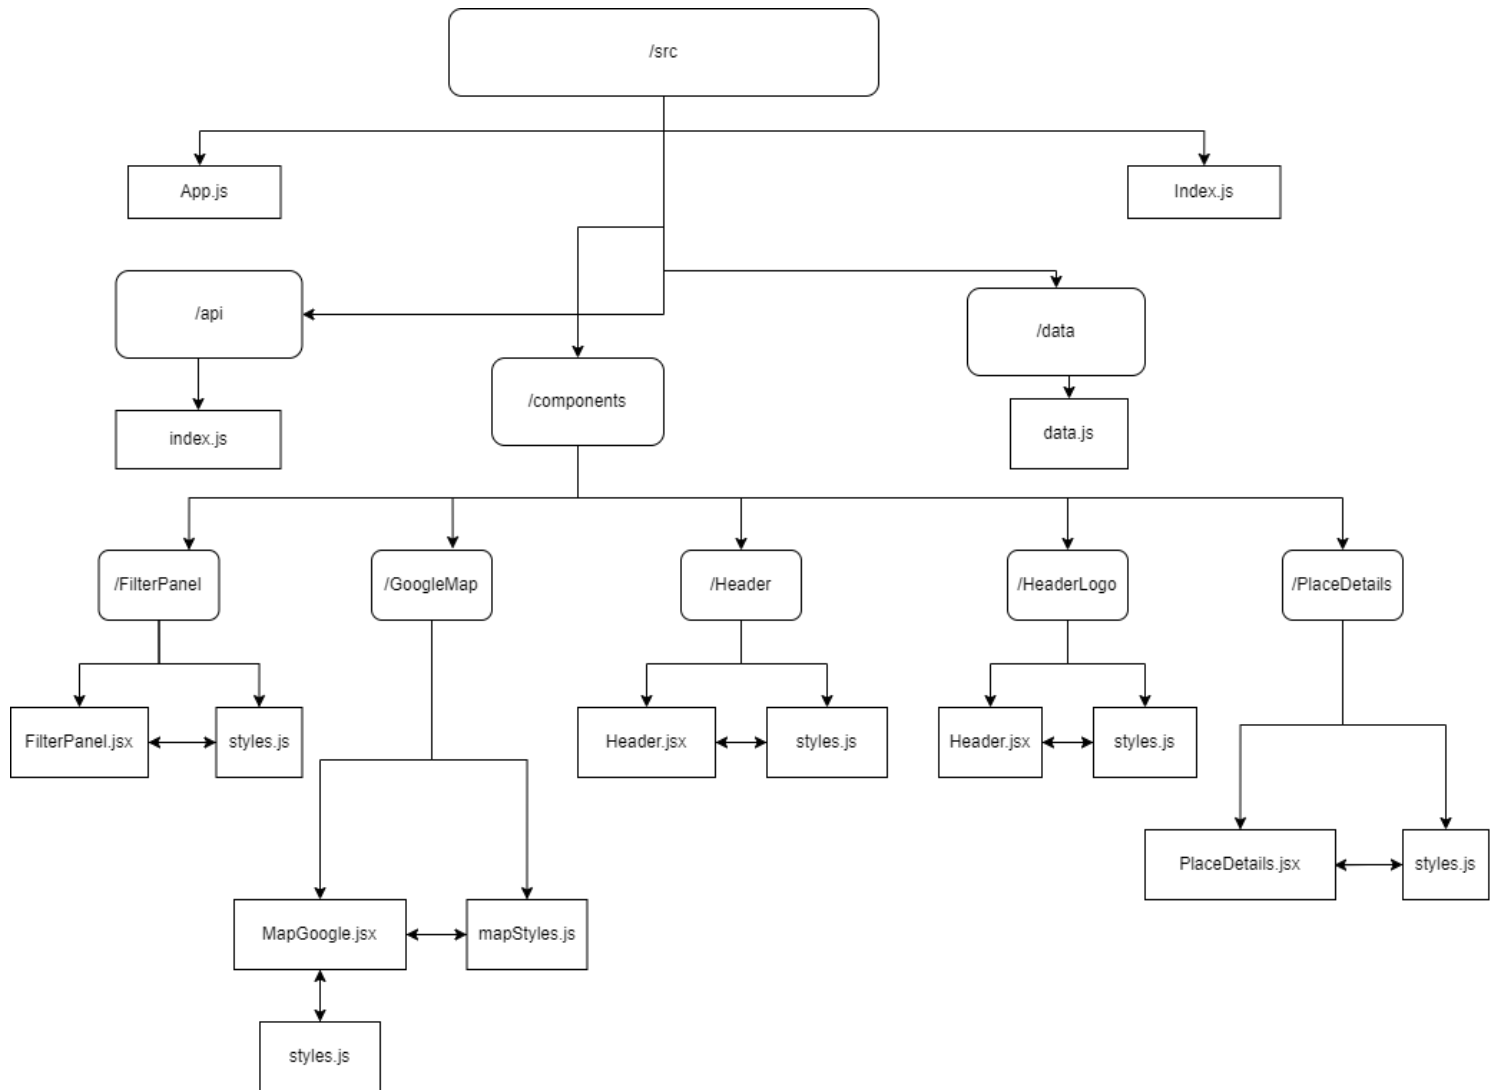 /src
App.js
Index.js
/api
/data
/components
index.js
data.js
/FilterPanel
/GoogleMap
/Header
/HeaderLogo
/PlaceDetails
FilterPanel.jsx
styles.js
Header.jsx
styles.js
Header.jsx
styles.js
PlaceDetails.jsx
styles.js
MapGoogle.jsx
mapStyles.js
styles.js